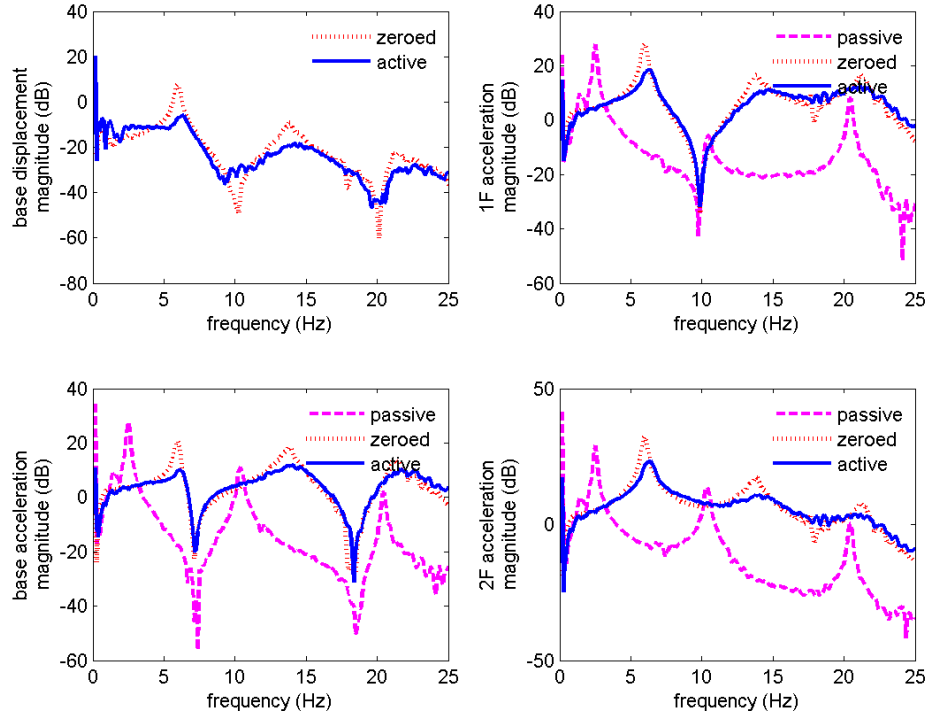 40
20
0
-20
-40
-60
-80
0
5
10
15
20
25
base displacement
magnitude (dB)
frequency (Hz)
zeroed
active
40
20
0
-20
-40
-60
0
5
10
15
20
25
1F acceleration
magnitude (dB)
frequency (Hz)
passive
zeroed
active
40
20
0
-20
-40
-60
0
5
10
15
20
25
base acceleration
magnitude (dB)
frequency (Hz)
passive
zeroed
active
50
0
-50
0
5
10
15
20
25
2F acceleration
magnitude (dB)
frequency (Hz)
passive
zeroed
active